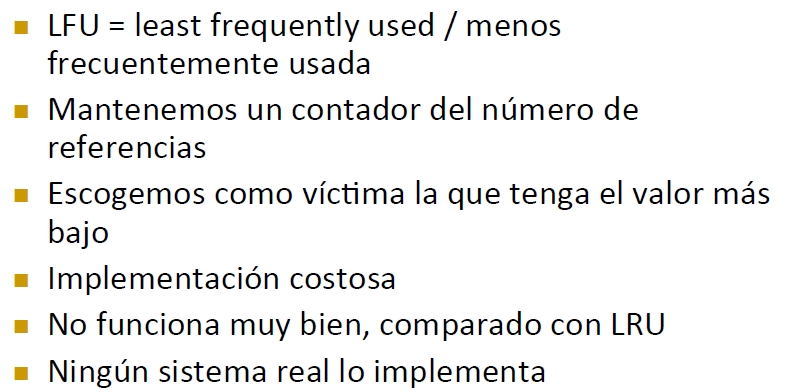 LFU = least frequently used / menos
frecuentemente usada
Mantenemos un contador del número de
referencias
Escogemos como víctima la que tenga el valor más
bajo
Implementación costosa
No funciona muy bien, comparado con LRU
Ningún sistema real lo implementa